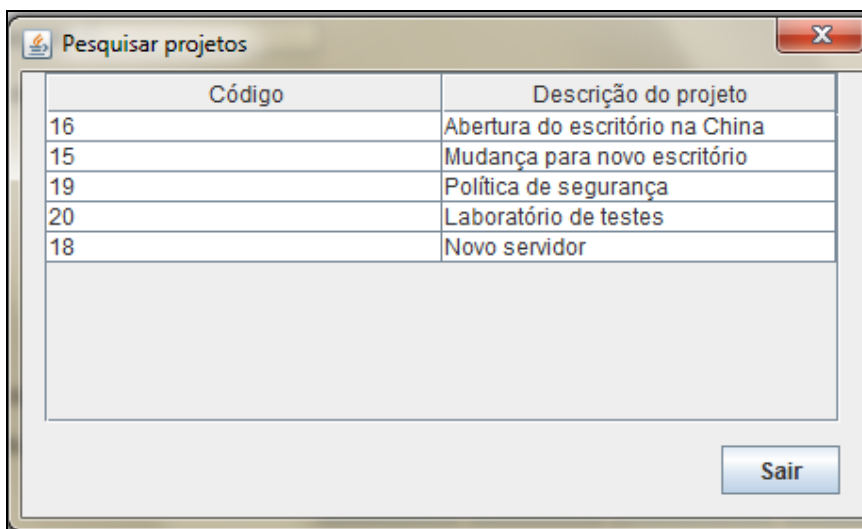 Pesquisar projetos
Código Descrição do projeto
16 Abertura do escritório na China
15 Mudança para novo escritório
19 Política de segurança
20 Laboratório de testes
18 Novo servidor
Sair